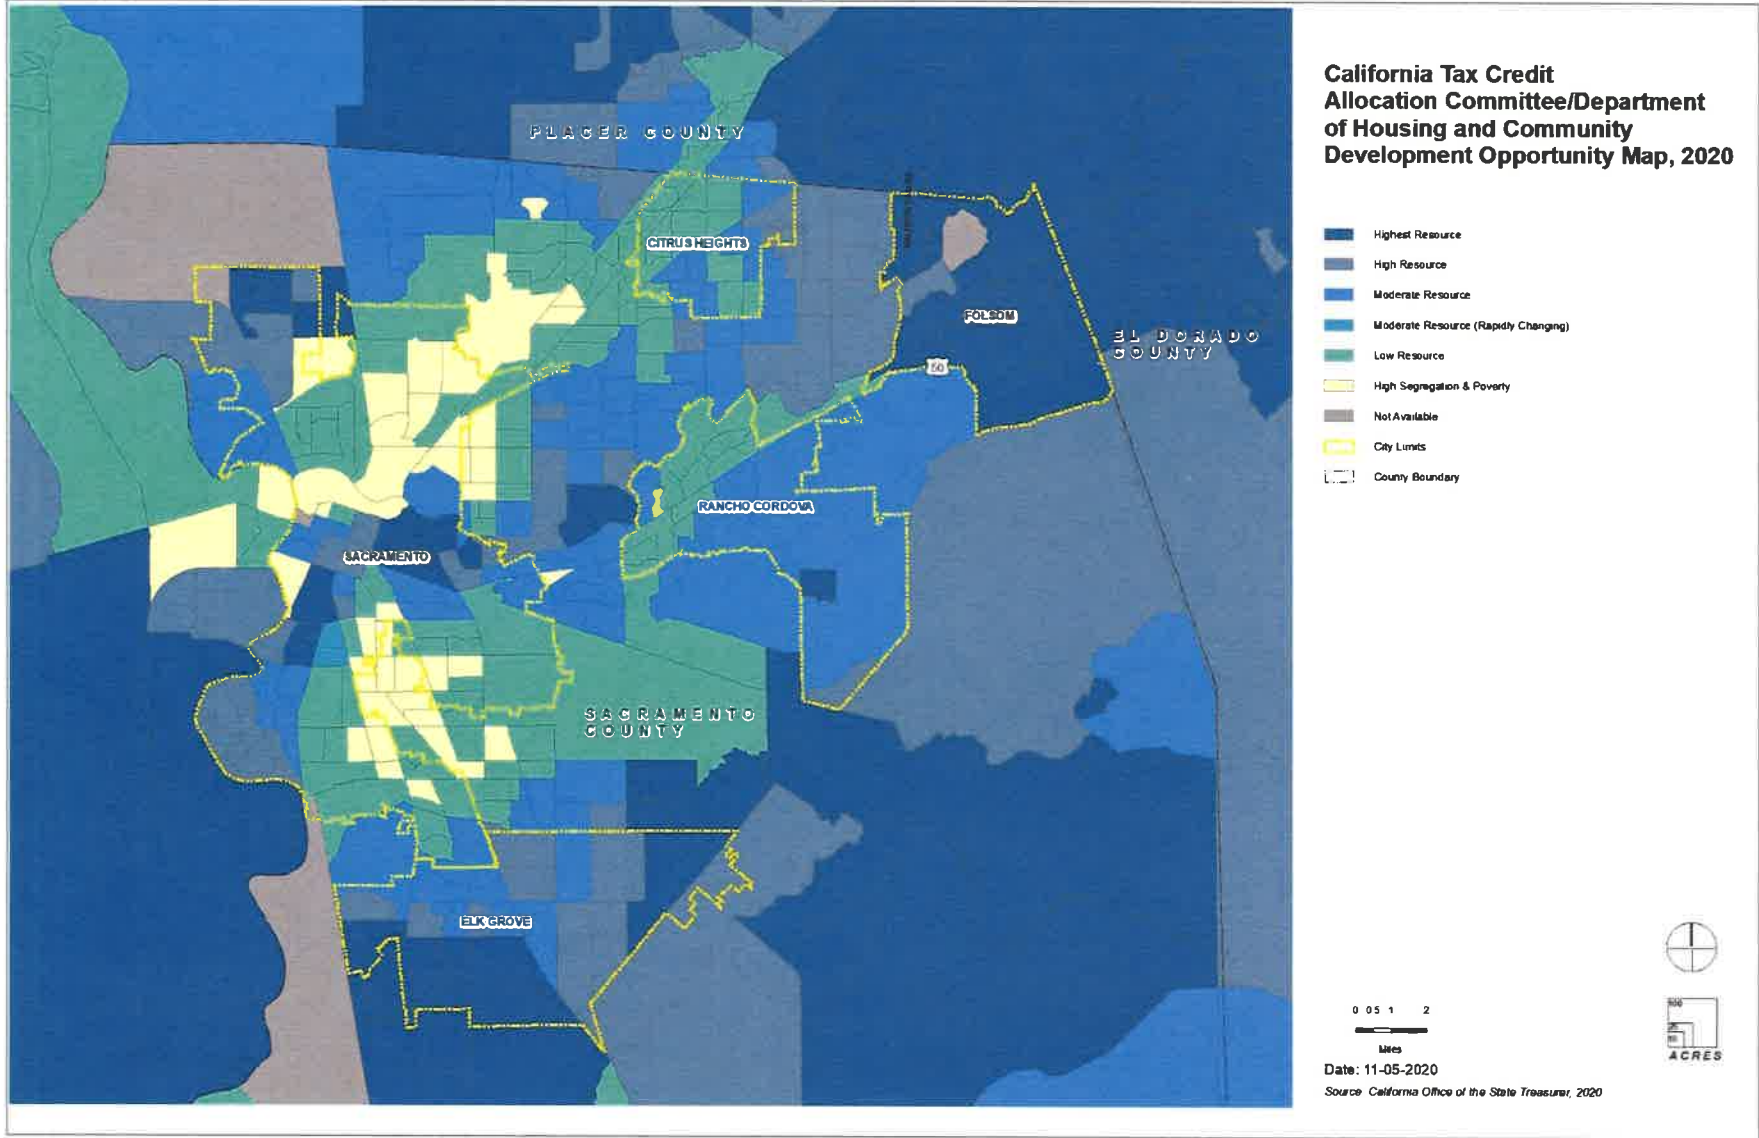 California Tax Credit
Allocation Committee/Department
of Housing and Community
Development Opportunity Map, 2020
Highest Resource
High Resource
Moderate Resource
Moderate Resource (Rapidly Changing)
Low Resource
High Segregation & Poverty
Not Available
City Limits
County Boundary
PLACER COUNTY
CITRUS HEIGHTS
FOLSOM
EL DORADO
COUNTY
50
RANCHO CORDOVA
SACRAMENTO
SACRAMENTO
COUNTY
ELK GROVE
0 0.5 1 2
Miles
Date: 11-05-2020
Source: California Office of the State Treasurer, 2020
ACRES